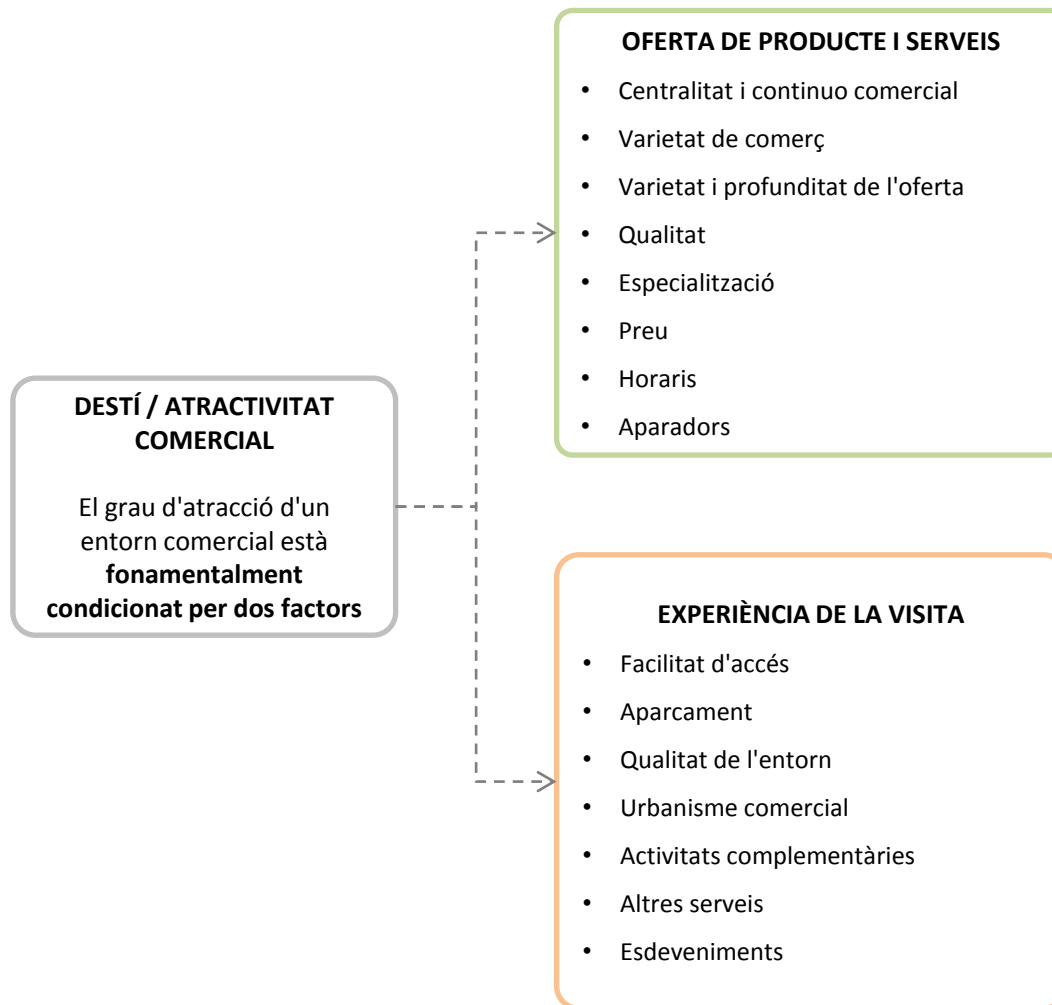 DESTÍ / ATRACTIVITAT
COMERCIAL
El grau d'atracció d'un
entorn comercial està
fonamentalment
condicionat per dos factors
OFERTA DE PRODUCTE I SERVEIS
• Centralitat i continuo comercial
• Varietat de comerç
• Varietat i profunditat de l'oferta
• Qualitat
• Especialització
• Preu
• Horaris
• Aparadors
EXPERIÈNCIA DE LA VISITA
• Facilitat d'accés
• Aparcament
• Qualitat de l'entorn
• Urbanisme comercial
• Activitats complementàries
• Altres serveis
• Esdeveniments